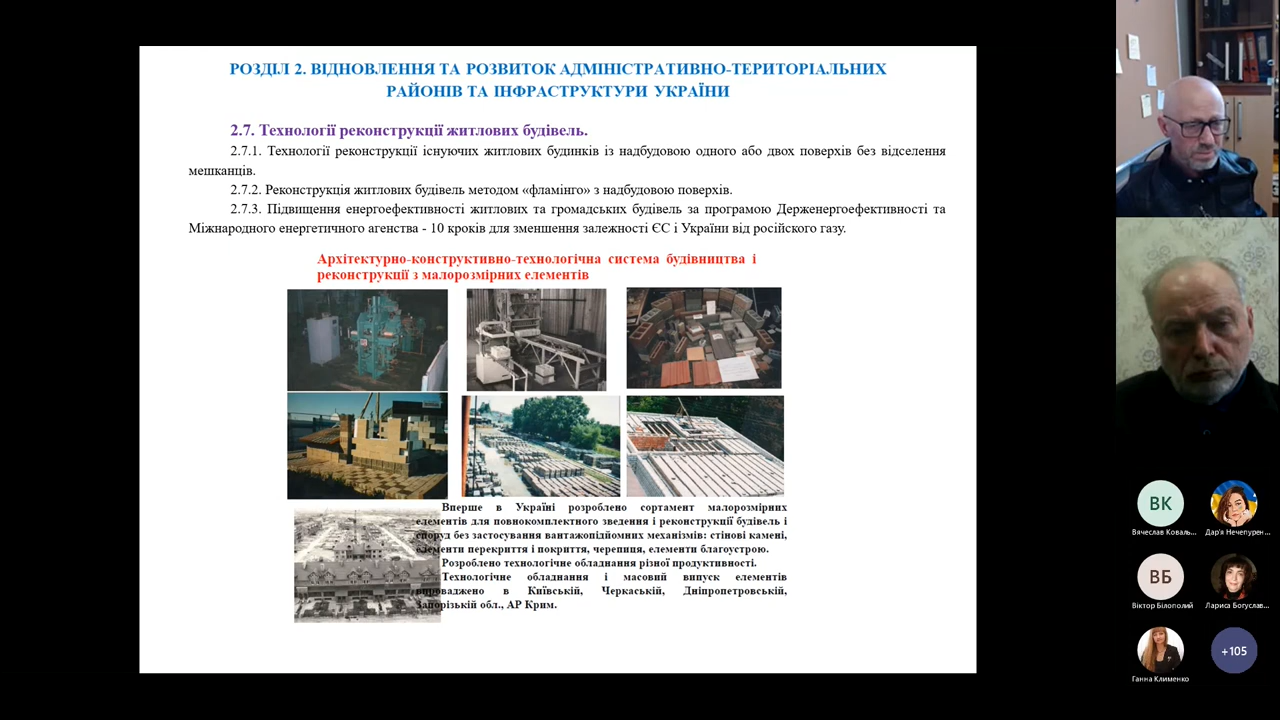 РОЗДІЛ 2. ВІДНОВЛЕННЯ ТА РОЗВИТОК АДМІНІСТРАТИВНО-ТЕРИТОРІАЛЬНИХ
РАЙОНІВ ТА ІНФРАСТРУКТУРИ УКРАЇНИ
2.7. Технології реконструкції житлових будівель.
2.7.1. Технології реконструкції існуючих житлових будинків із надбудовою одного або двох поверхів без відселення
мешканців.
2.7.2. Реконструкція житлових будівель методом «фламінго» з надбудовою поверхів.
2.7.3. Підвищення енергоефективності житлових та громадських будівель за програмою Держенергоефективності та
Міжнародного енергетичного агенства - 10 кроків для зменшення залежності ЄС і України від російського газу.
Архітектурно-конструктивно-технологічна система будівництва і
реконструкції з малорозмірних елементів
Вперше в Україні розроблено сортамент малорозмірних
елементів для повнокомплектного зведення і реконструкції будівель і
споруд без застосування вантажопідйомних механізмів: стінові камені,
елементи перекриття і покриття, черепиця, елементи благоустрою.
Розроблено технологічне обладнання різної продуктивності.
Технологічне обладнання і масовий випуск елементів
впроваджено в Київській, Черкаській, Дніпропетровській,
Запорізькій обл., АР Крим.
ВК
Вячеслав Коваль...
Дар'я Нечепурен...
ВБ
Віктор Білополий
Лариса Богуслав...
Ганна Клименко
+105